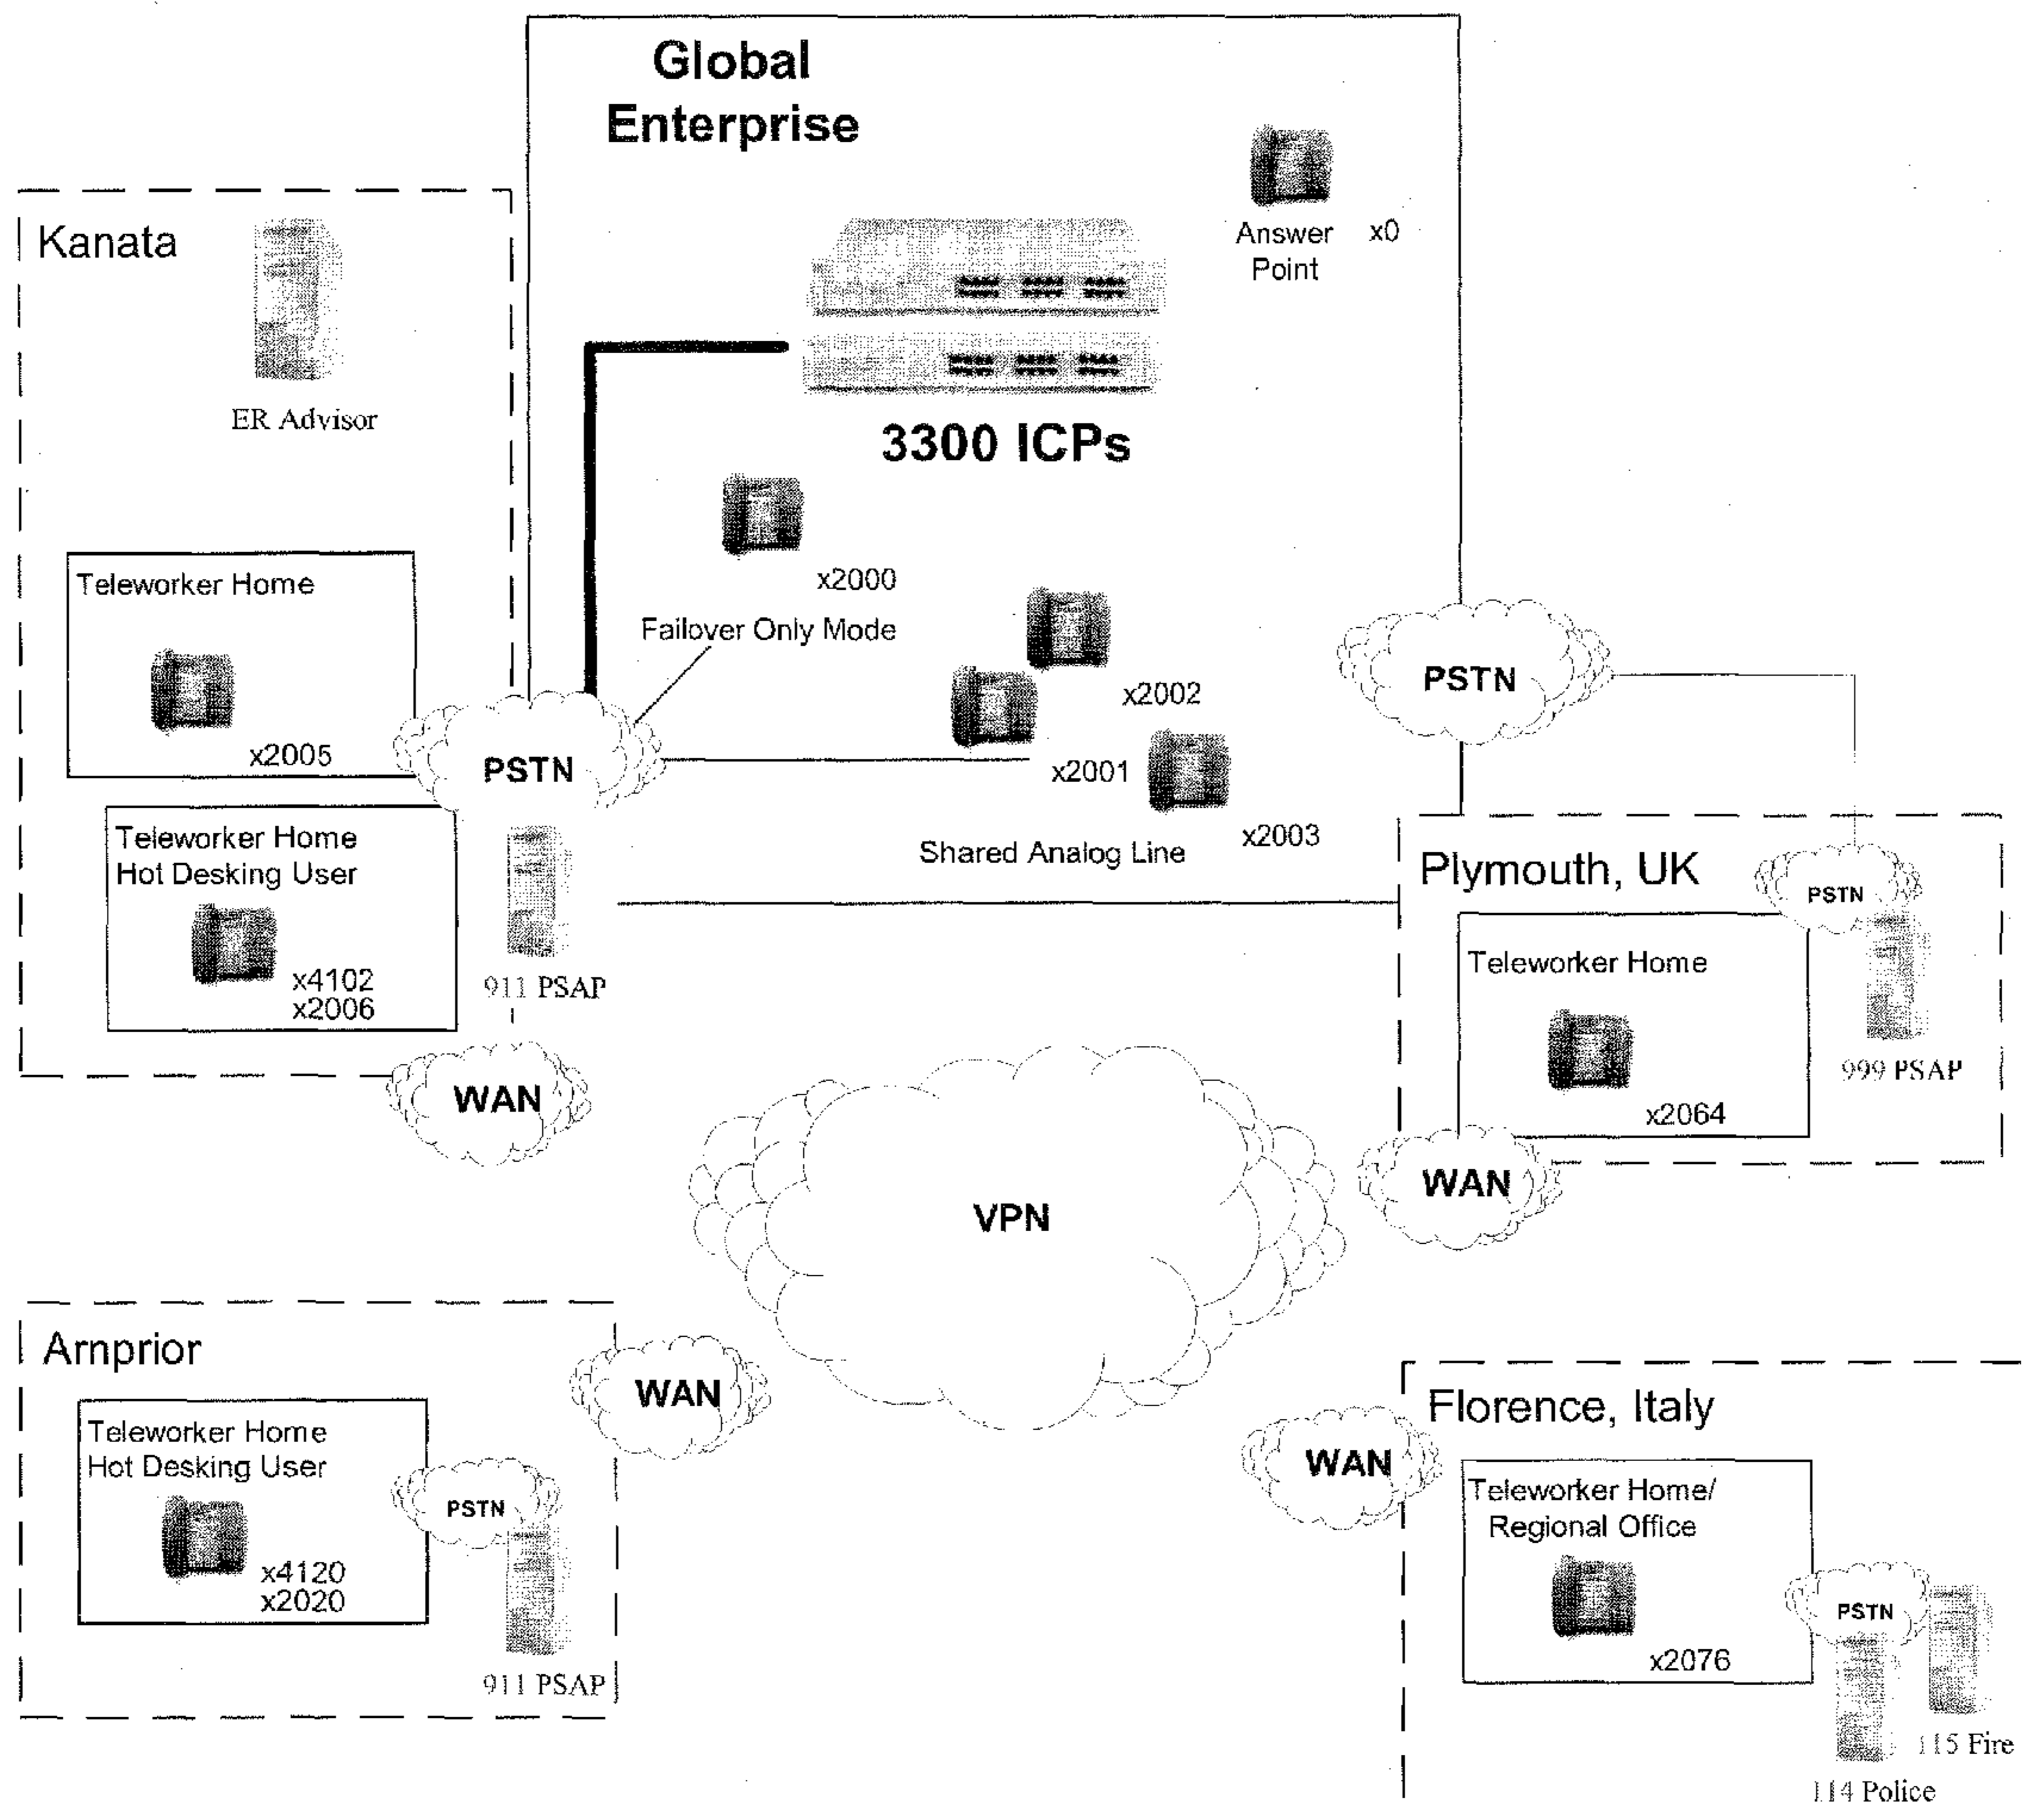 Global
Enterprise
Answer
Point
x0
Kanata
ER Advisor
3300 ICPs
x2000
Failover Only Mode
x2002
x2001
x2003
Shared Analog Line
Teleworker Home
x2005
PSTN
PSTN
Teleworker Home
Hot Desking User
x4102
x2006
911 PSAP
WAN
Plymouth, UK
PSTN
Teleworker Home
x2064
999 PSAP
WAN
VPN
Arnprior
WAN
Teleworker Home
Hot Desking User
x4120
x2020
PSTN
911 PSAP
Florence, Italy
WAN
Teleworker Home/
Regional Office
x2076
PSTN
115 Fire
114 Police